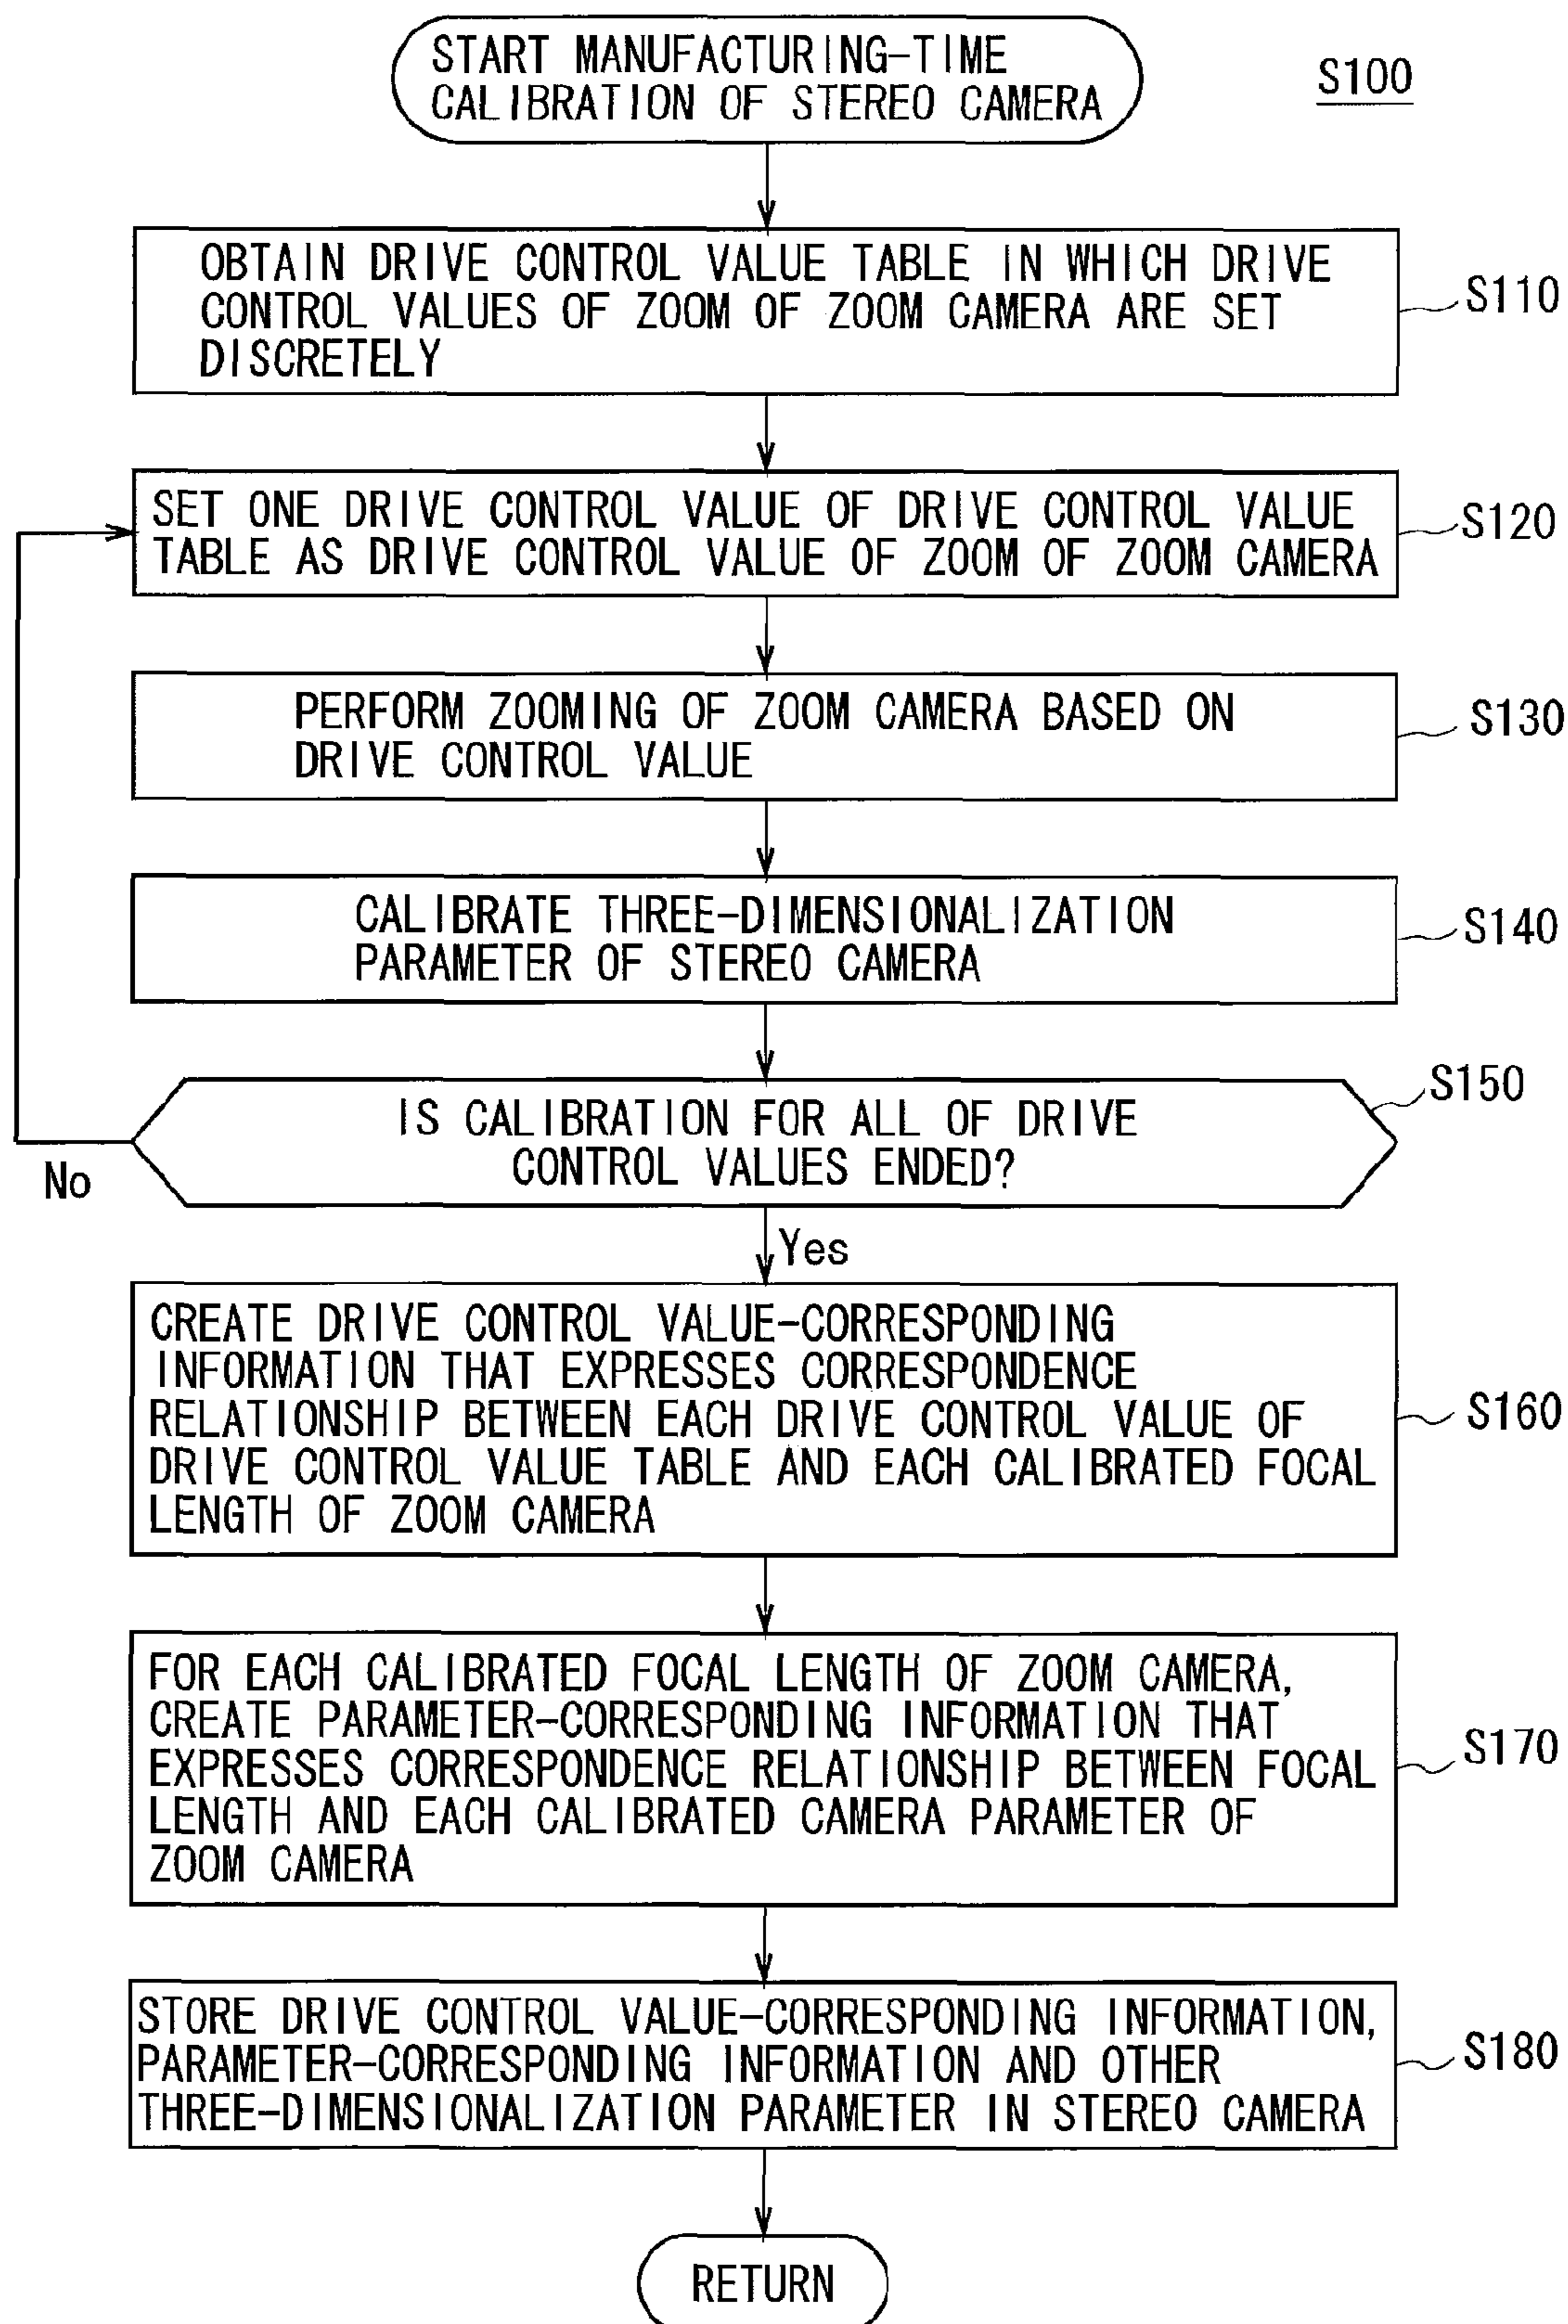 START MANUFACTURING-TIME
CALIBRATION OF STEREO CAMERA
S100
OBTAIN DRIVE CONTROL VALUE TABLE IN WHICH DRIVE
CONTROL VALUES OF ZOOM OF ZOOM CAMERA ARE SET
DISCRETELY
S110
SET ONE DRIVE CONTROL VALUE OF DRIVE CONTROL VALUE
TABLE AS DRIVE CONTROL VALUE OF ZOOM OF ZOOM CAMERA
S120
PERFORM ZOOMING OF ZOOM CAMERA BASED ON
DRIVE CONTROL VALUE
S130
CALIBRATE THREE-DIMENSIONALIZATION
PARAMETER OF STEREO CAMERA
S140
IS CALIBRATION FOR ALL OF DRIVE
CONTROL VALUES ENDED?
S150
No
Yes
CREATE DRIVE CONTROL VALUE-CORRESPONDING
INFORMATION THAT EXPRESSES CORRESPONDENCE
RELATIONSHIP BETWEEN EACH DRIVE CONTROL VALUE OF
DRIVE CONTROL VALUE TABLE AND EACH CALIBRATED FOCAL
LENGTH OF ZOOM CAMERA
S160
FOR EACH CALIBRATED FOCAL LENGTH OF ZOOM CAMERA,
CREATE PARAMETER-CORRESPONDING INFORMATION THAT
EXPRESSES CORRESPONDENCE RELATIONSHIP BETWEEN FOCAL
LENGTH AND EACH CALIBRATED CAMERA PARAMETER OF
ZOOM CAMERA
S170
STORE DRIVE CONTROL VALUE-CORRESPONDING INFORMATION,
PARAMETER-CORRESPONDING INFORMATION AND OTHER
THREE-DIMENSIONALIZATION PARAMETER IN STEREO CAMERA
S180
RETURN